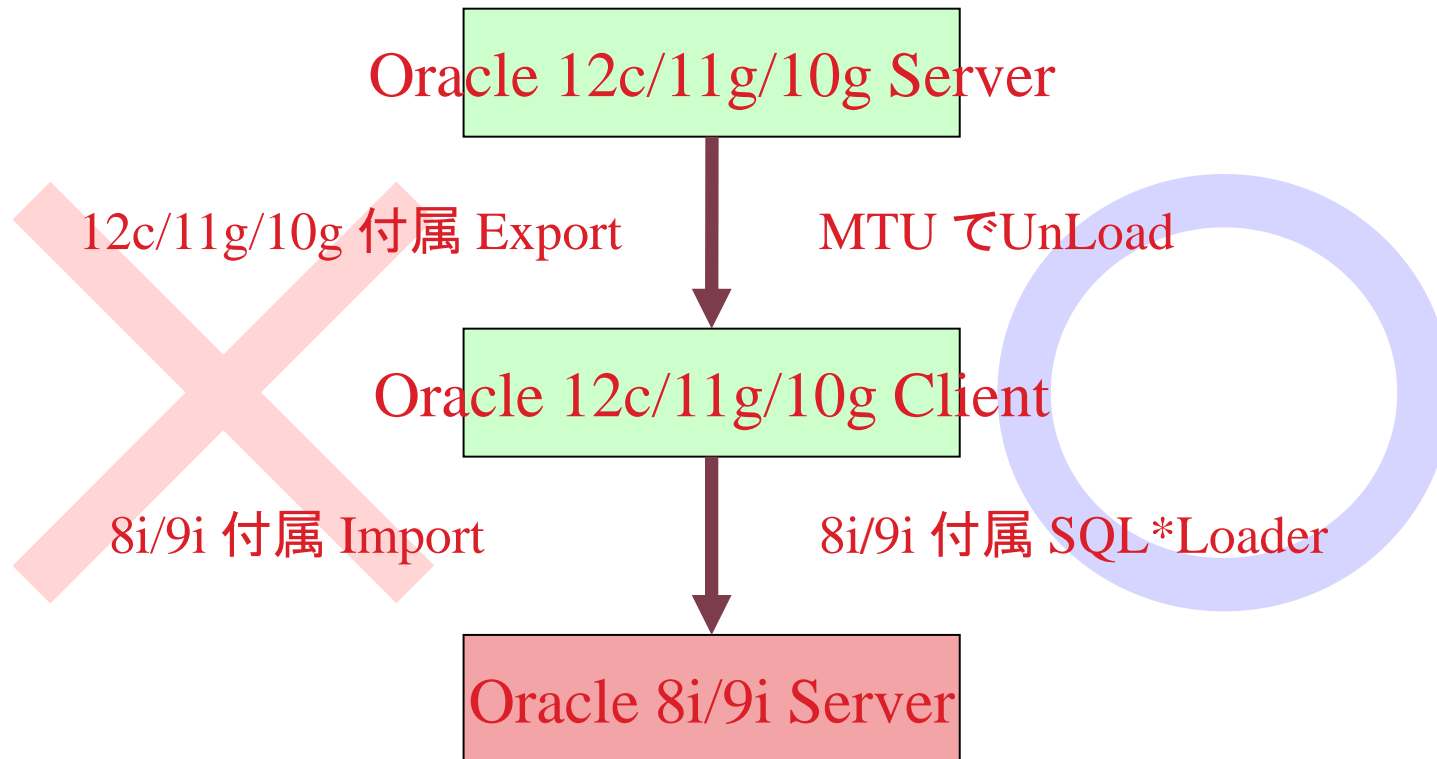 Oracle 12c/11g/10g Server
12c/11g/10g 付属 Export
MTU でUnLoad
Oracle 12c/11g/10g Client
8i/9i 付属 Import
8i/9i 付属 SQL*Loader
Oracle 8i/9i Server